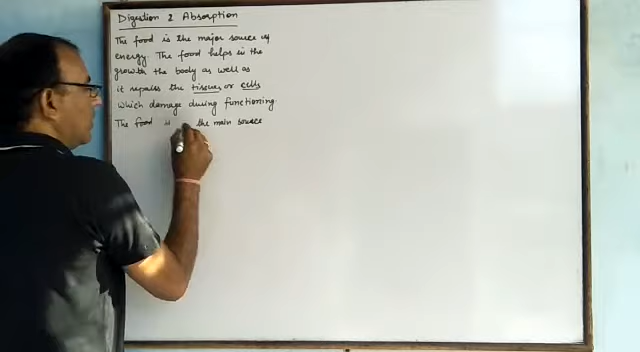 Digestion & Absorption
The food is the major source of
energy. The food helps in the
growth the body as well as
it repairs the tissues or cells
which damage during functioning.
The food is the main source